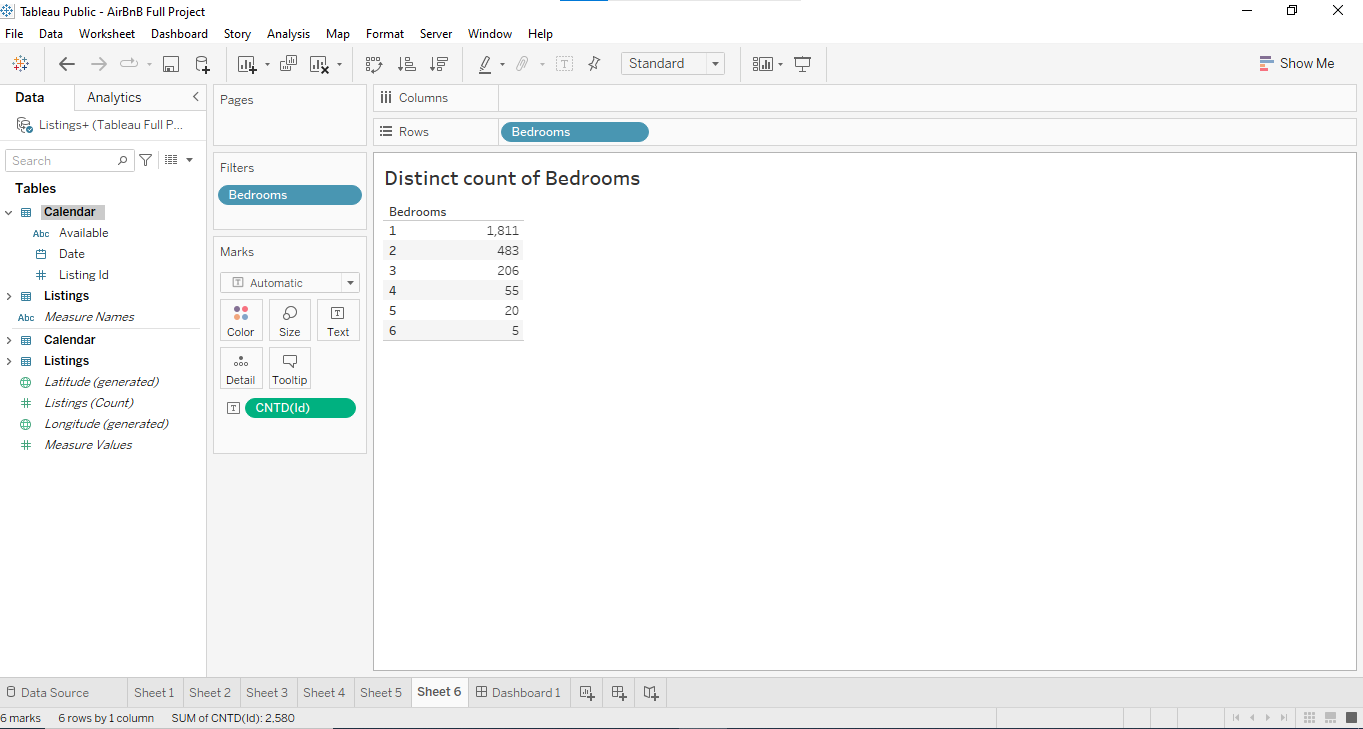 Tableau Public - AirBnB Full Project
File Data Worksheet Dashboard Story Analysis Map Format Server Window Help
Standard
Show Me
Data Analytics
Listings+ (Tableau Full P...
Search
Tables
Calendar
Abc Available
Date
Listing Id
Listings
Abc Measure Names
Calendar
Listings
Latitude (generated)
Listings (Count)
Longitude (generated)
Measure Values
Pages
Filters
Bedrooms
Marks
Automatic
Color Size Text
Detail Tooltip
CNTD(Id)
Columns
Rows Bedrooms
Distinct count of Bedrooms
Bedrooms
1 1,811
2 483
3 206
4 55
5 20
6 5
Data Source Sheet 1 Sheet 2 Sheet 3 Sheet 4 Sheet 5 Sheet 6 Dashboard 1
6 marks 6 rows by 1 column SUM of CNTD(Id): 2,580